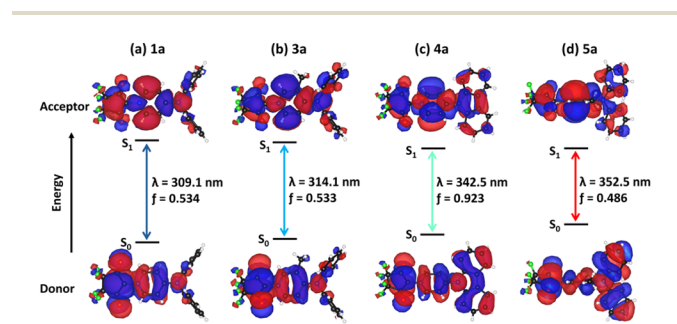 (a) 1a (b) 3a (c) 4a (d) 5a
Acceptor
S1 S1 S1 S1
Energy
λ = 309.1 nm λ = 314.1 nm λ = 342.5 nm λ = 352.5 nm
ƒ = 0.534 ƒ = 0.533 ƒ = 0.923 ƒ = 0.486
S0 S0 S0 S0
Donor